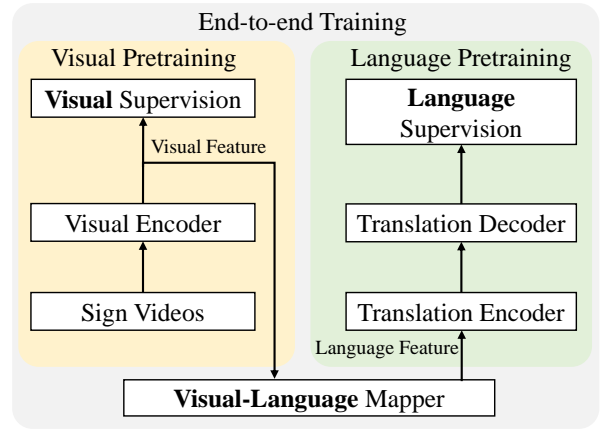 End-to-end Training
Visual Pretraining
Visual Supervision
Visual Feature
Visual Encoder
Sign Videos
Language Pretraining
Language
Supervision
Translation Decoder
Translation Encoder
Language Feature
Visual-Language Mapper